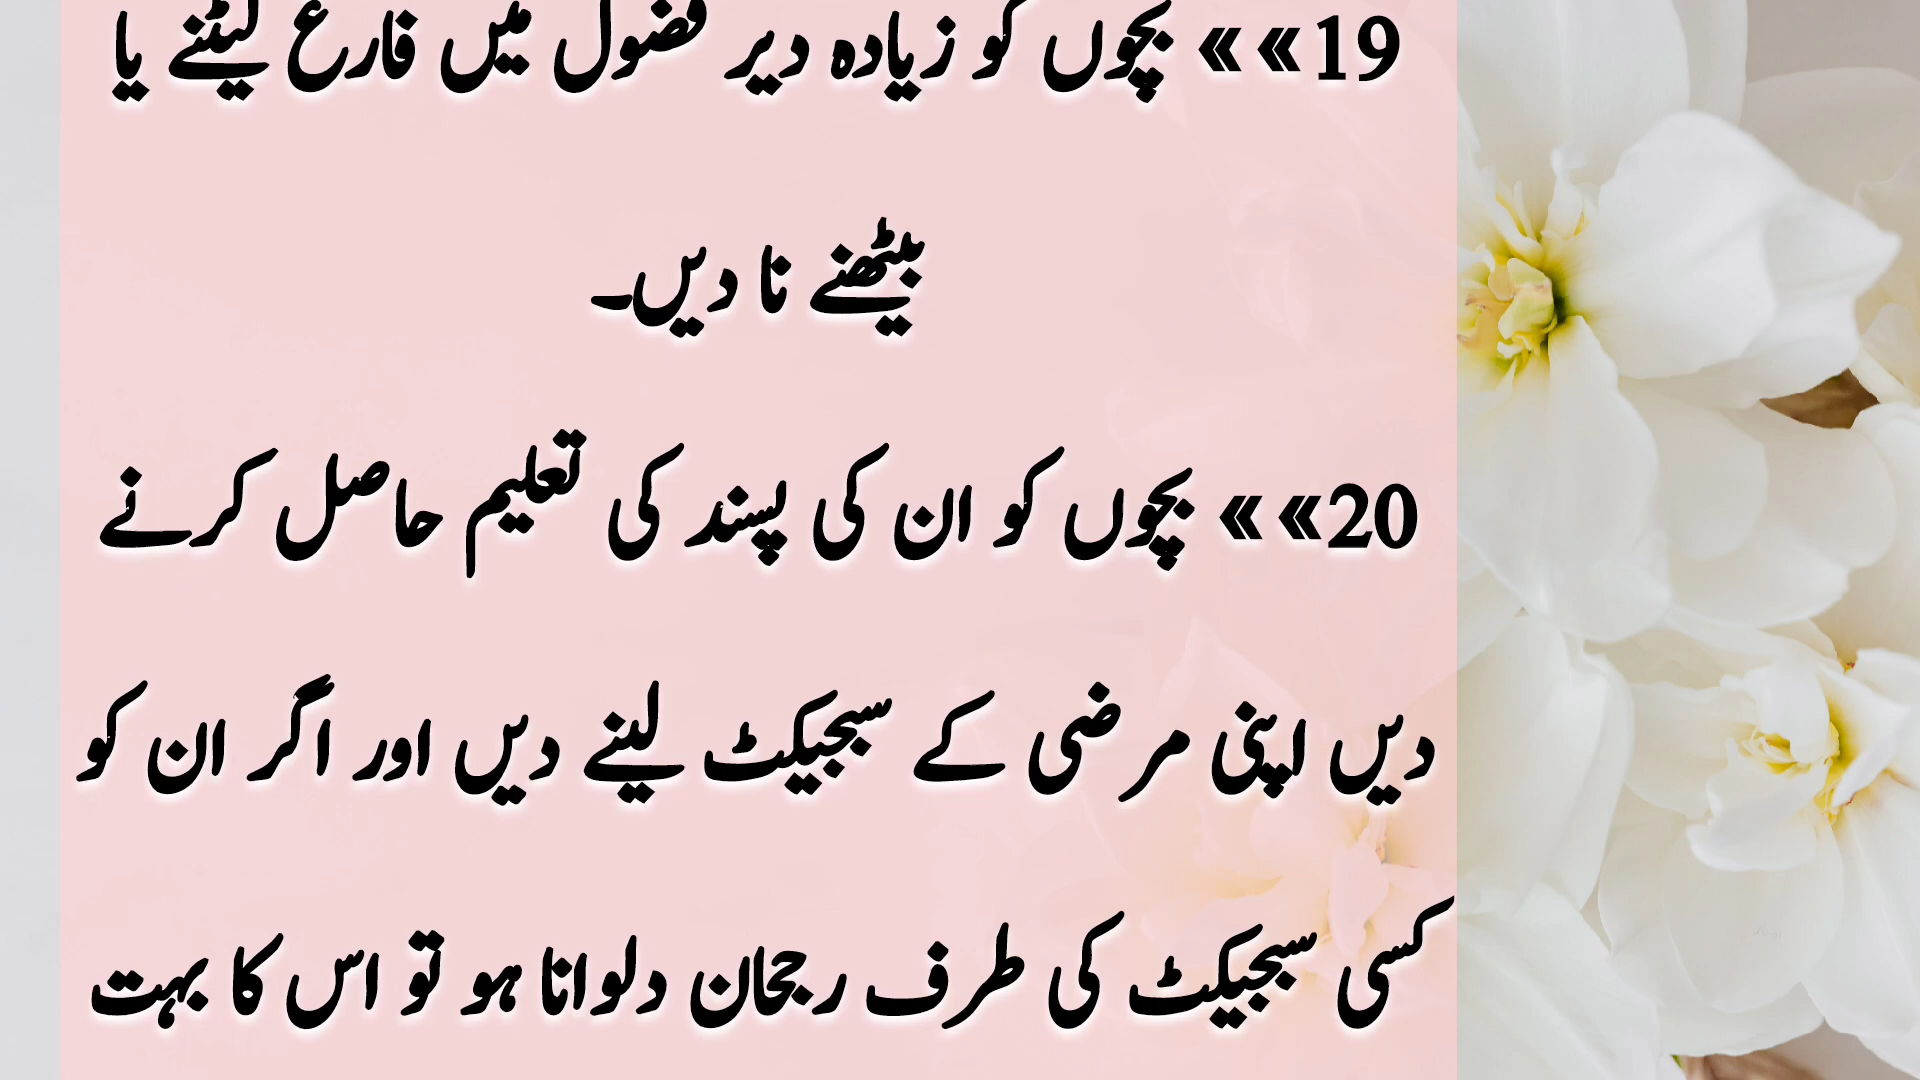 19»» بچوں کو زیادہ دیر فضول میں فارغ لیٹنے یا
بیٹھنے نا دیں۔
20»» بچوں کو ان کی پسند کی تعلیم حاصل کرنے
دیں اپنی مرضی کے سبجیکٹ لینے دیں اور اگر ان کو
کسی سبجیکٹ کی طرف رجحان دلوانا ہو تو اس کا بہت